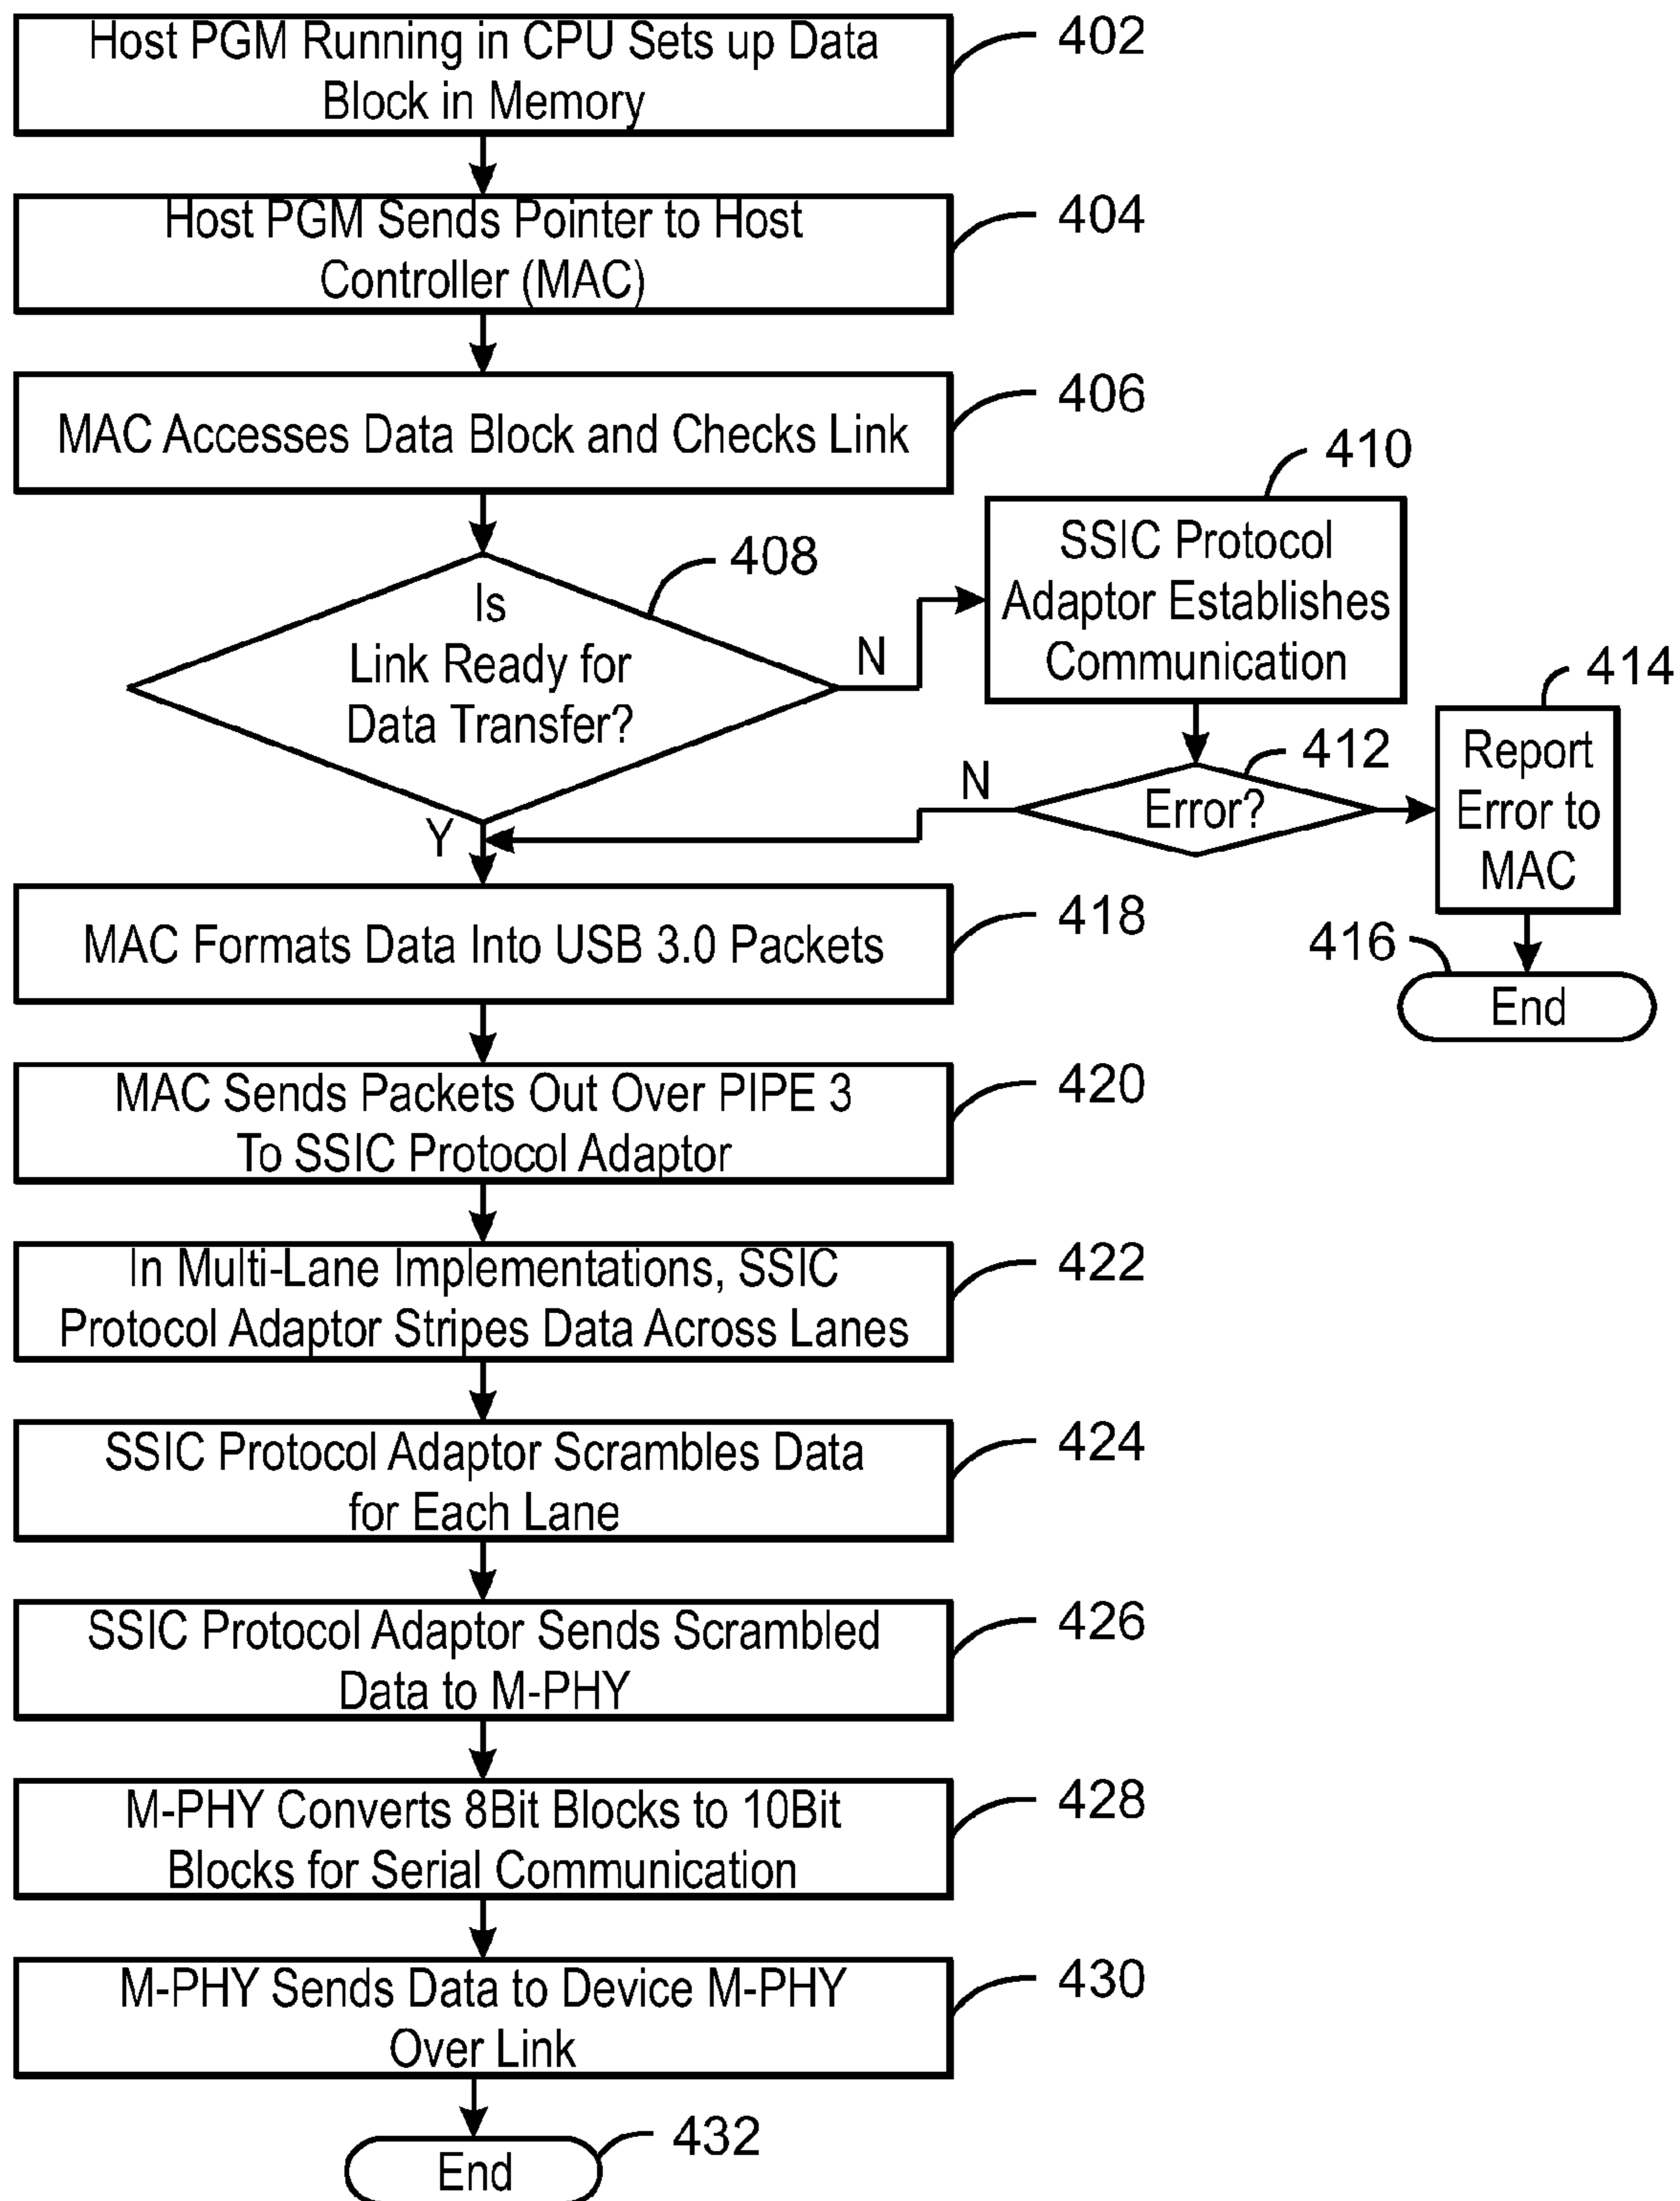 Host PGM Running in CPU Sets up Data
Block in Memory
402
Host PGM Sends Pointer to Host
Controller (MAC)
404
MAC Accesses Data Block and Checks Link
406
Is
Link Ready for
Data Transfer?
408
N
Y
SSIC Protocol
Adaptor Establishes
Communication
410
Error?
412
N
Report
Error to
MAC
414
End
416
MAC Formats Data Into USB 3.0 Packets
418
MAC Sends Packets Out Over PIPE 3
To SSIC Protocol Adaptor
420
In Multi-Lane Implementations, SSIC
Protocol Adaptor Stripes Data Across Lanes
422
SSIC Protocol Adaptor Scrambles Data
for Each Lane
424
SSIC Protocol Adaptor Sends Scrambled
Data to M-PHY
426
M-PHY Converts 8Bit Blocks to 10Bit
Blocks for Serial Communication
428
M-PHY Sends Data to Device M-PHY
Over Link
430
End
432